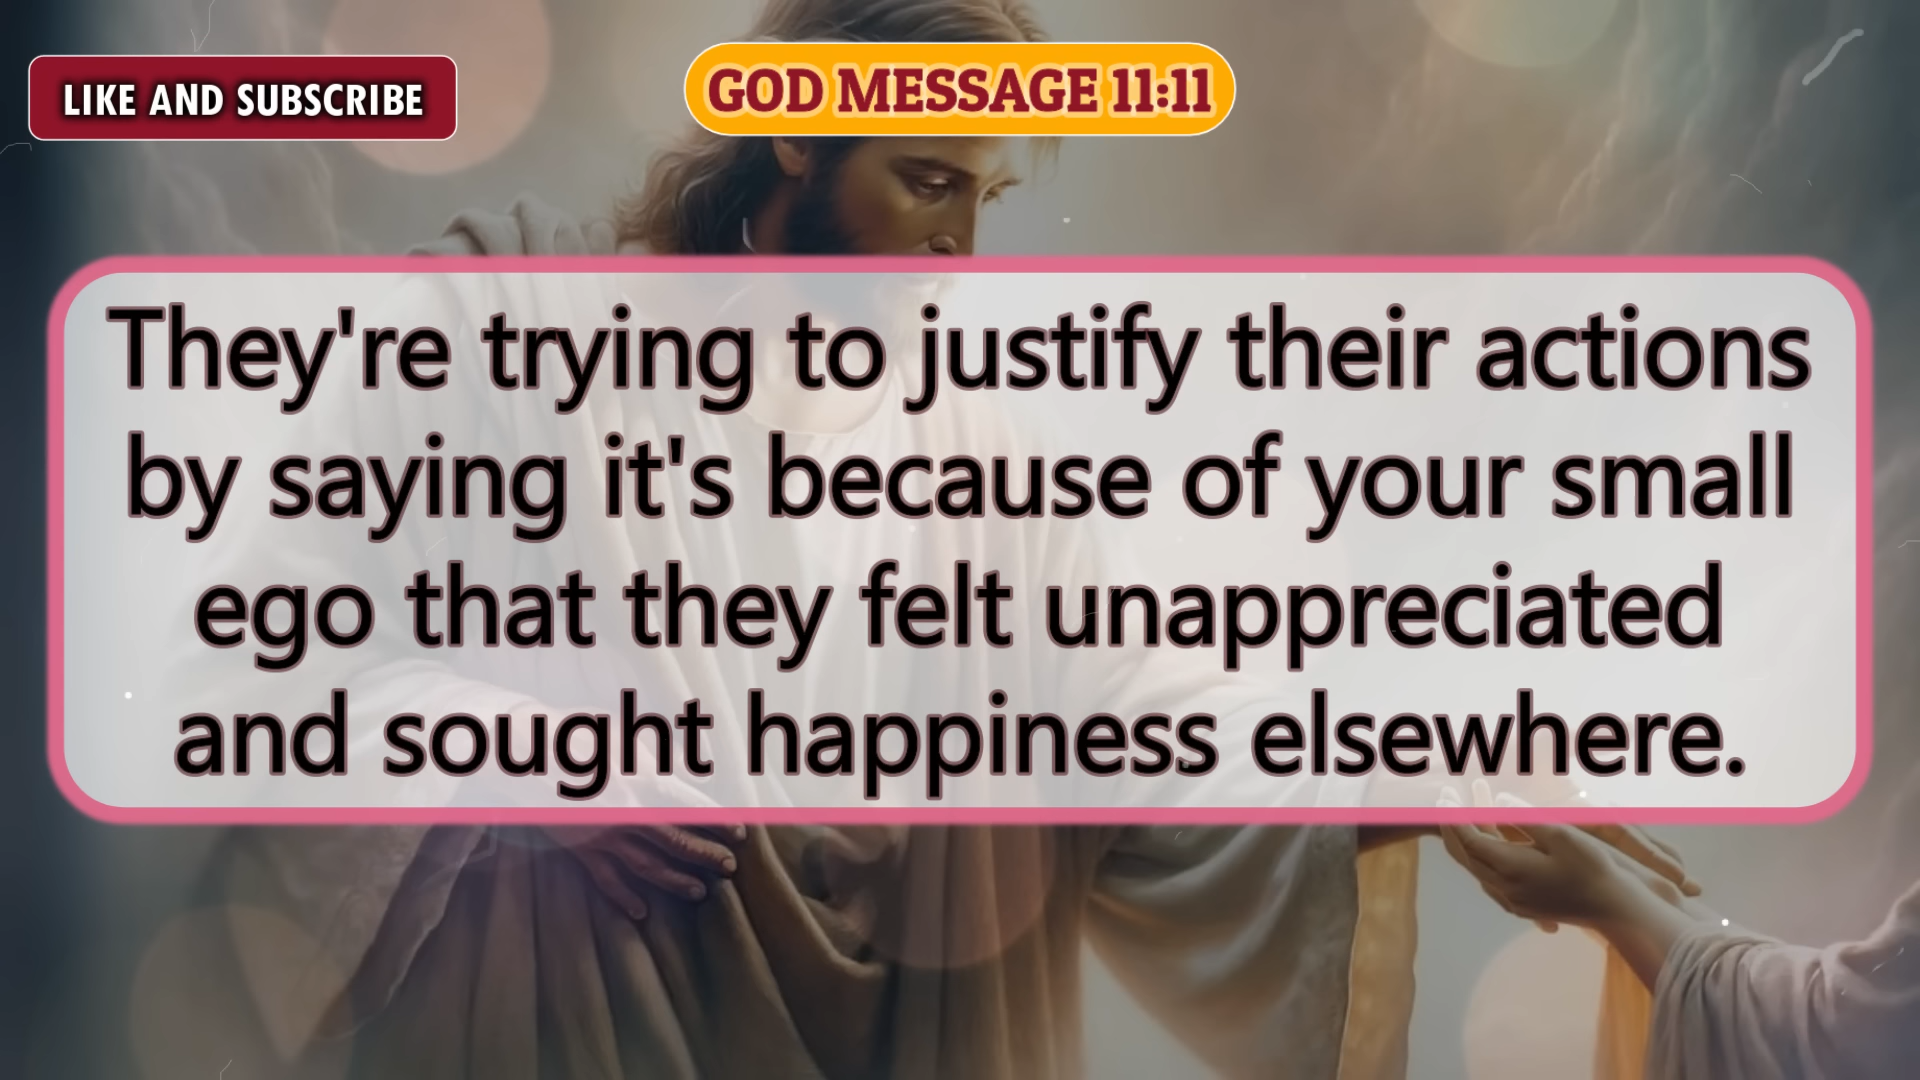 LIKE AND SUBSCRIBE
GOD MESSAGE 11:11
They're trying to justify their actions
by saying it's because of your small
ego that they felt unappreciated
and sought happiness elsewhere.